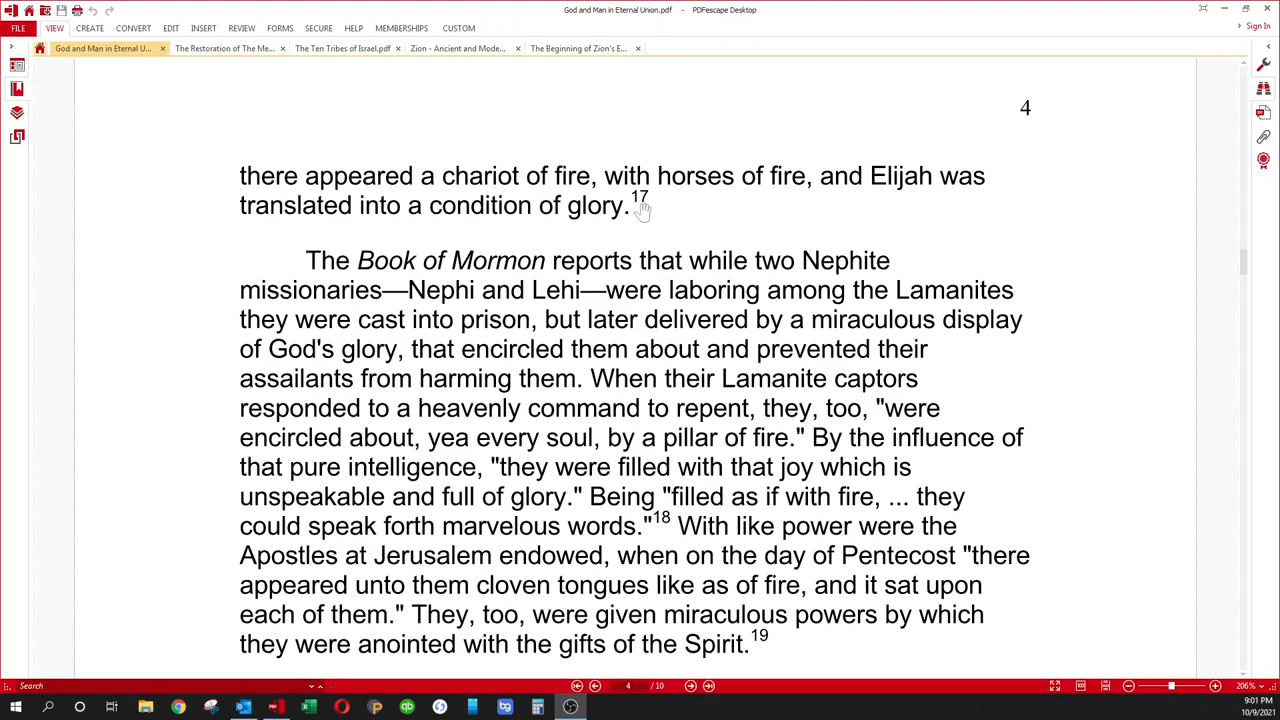 God and Man in Eternal Union.pdf - PDFescape Desktop
Sign In
FILE VIEW CREATE CONVERT EDIT INSERT REVIEW FORMS SECURE HELP MEMBERSHIPS CUSTOM
God and Man in Eternal U... The Restoration of The Me... The Ten Tribes of Israel.pdf Zion - Ancient and Mode... The Beginning of Zion's E...
4
there appeared a chariot of fire, with horses of fire, and Elijah was
translated into a condition of glory.17
The Book of Mormon reports that while two Nephite
missionaries—Nephi and Lehi—were laboring among the Lamanites
they were cast into prison, but later delivered by a miraculous display
of God's glory, that encircled them about and prevented their
assailants from harming them. When their Lamanite captors
responded to a heavenly command to repent, they, too, "were
encircled about, yea every soul, by a pillar of fire." By the influence of
that pure intelligence, "they were filled with that joy which is
unspeakable and full of glory." Being "filled as if with fire, ... they
could speak forth marvelous words."18 With like power were the
Apostles at Jerusalem endowed, when on the day of Pentecost "there
appeared unto them cloven tongues like as of fire, and it sat upon
each of them." They, too, were given miraculous powers by which
they were anointed with the gifts of the Spirit.19
Search 4 / 10 206%
9:01 PM
10/9/2021